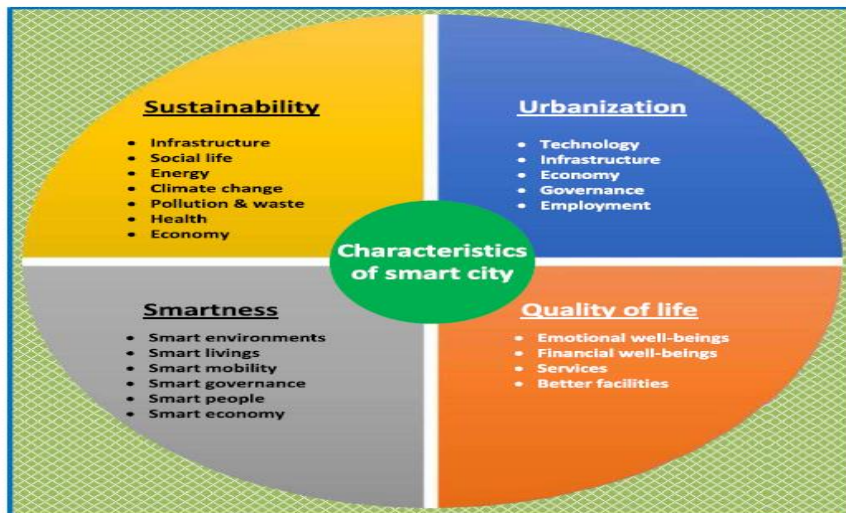 Sustainability
• Infrastructure
• Social life
• Energy
• Climate change
• Pollution & waste
• Health
• Economy
Urbanization
• Technology
• Infrastructure
• Economy
• Governance
• Employment
Characteristics
of smart city
Smartness
• Smart environments
• Smart livings
• Smart mobility
• Smart governance
• Smart people
• Smart economy
Quality of life
• Emotional well-beings
• Financial well-beings
• Services
• Better facilities